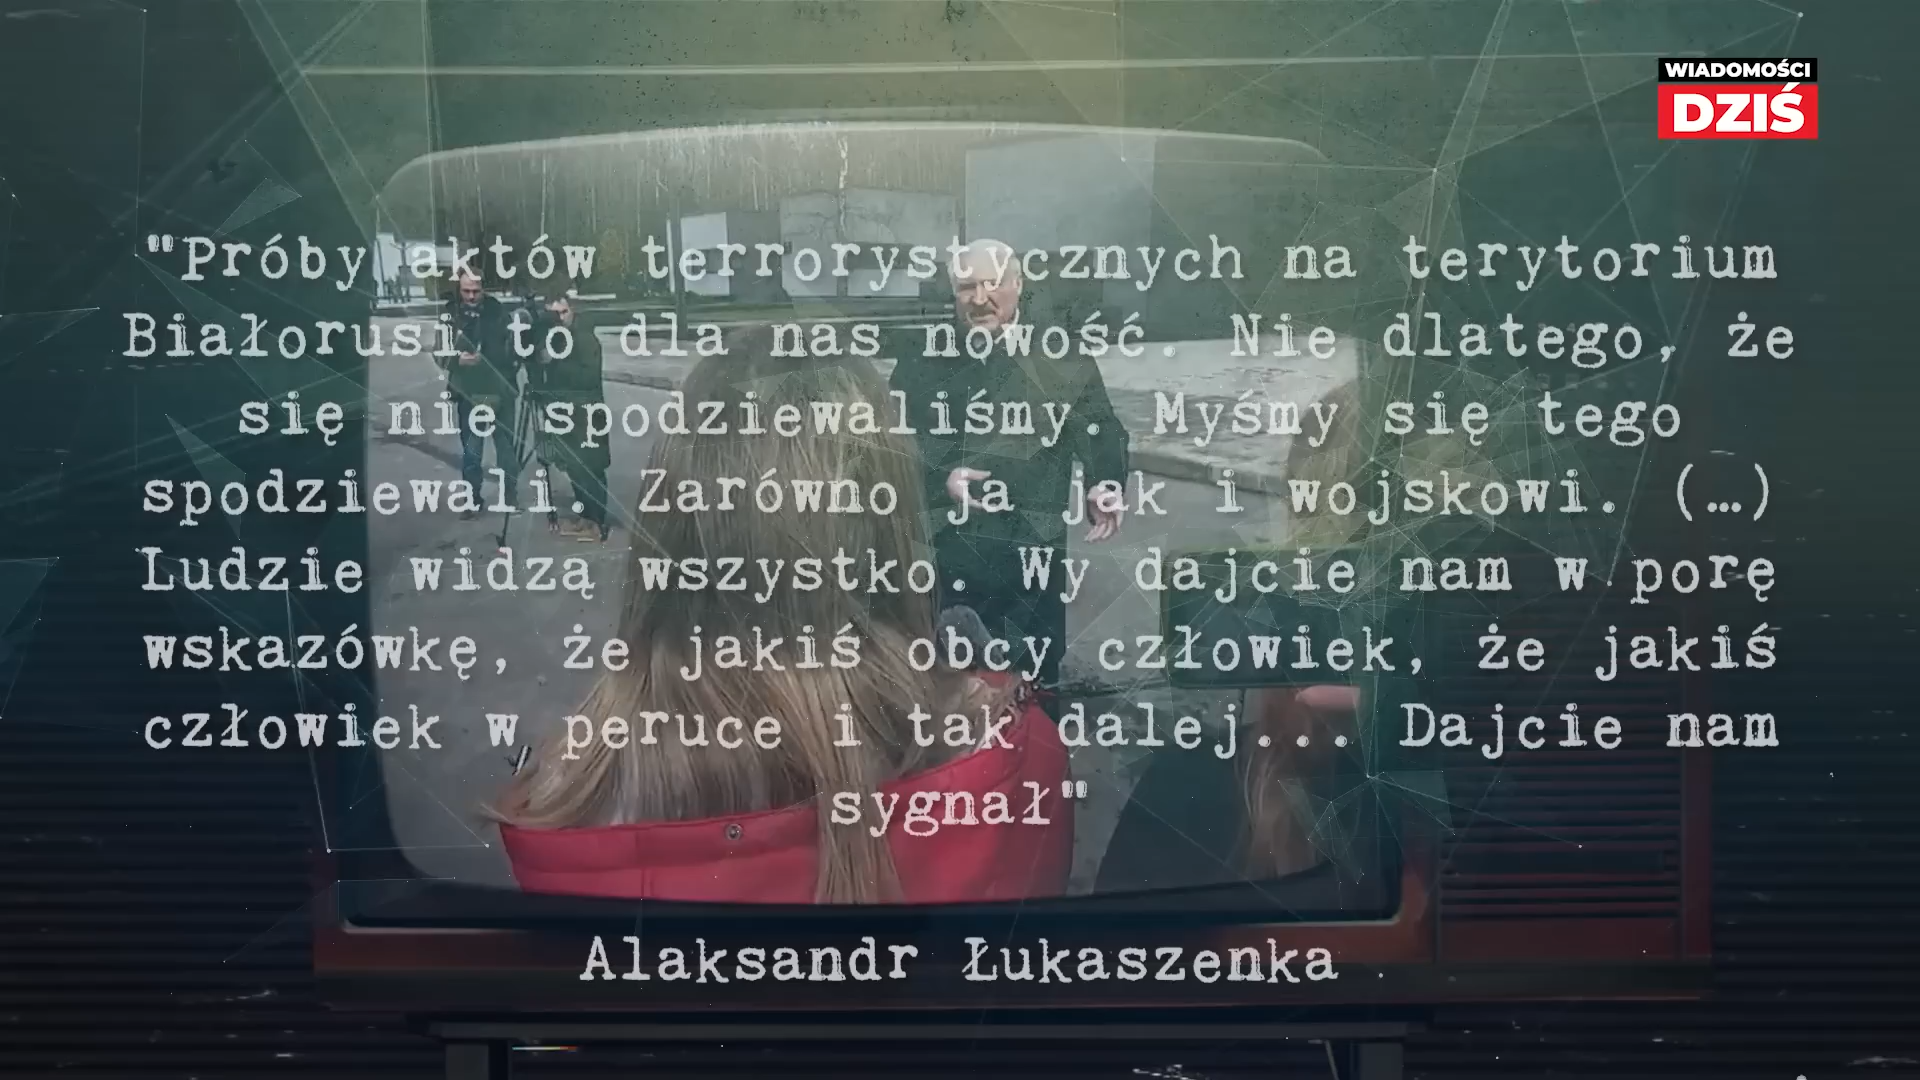 WIADOMOŚCI
DZIŚ
"Próby aktów terrorystycznych na terytorium
Białorusi to dla nas nowość. Nie dlatego, że
się nie spodziewaliśmy. Myśmy się tego
spodziewali. Zarówno ja jak i wojskowi. (…)
Ludzie widzą wszystko. Wy dajcie nam w porę
wskazówkę, że jakiś obcy człowiek, że jakiś
człowiek w peruce i tak dalej... Dajcie nam
sygnał"
Alaksandr Łukaszenka